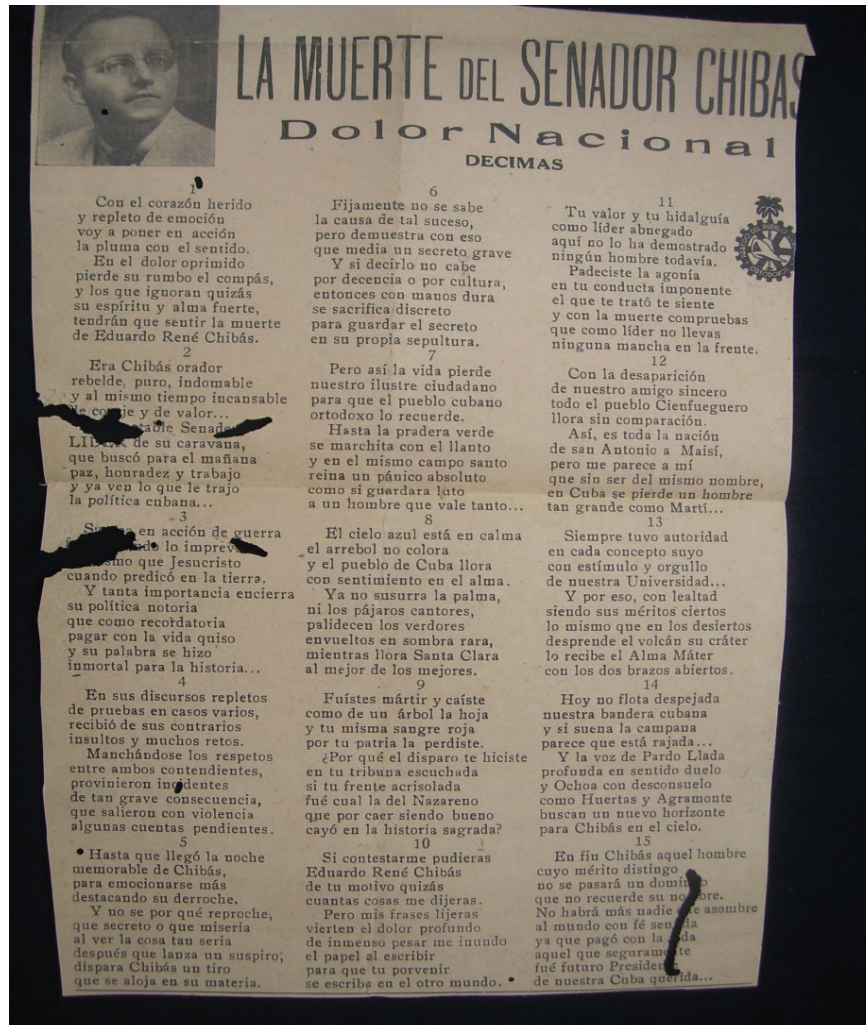 LA MUERTE DEL SENADOR CHIBAS
Dolor Nacional
DECIMAS
1
Con el corazón herido
y repleto de emoción
voy a poner en acción
la pluma con el sentido.
En el dolor oprimido
pierde su rumbo el compás,
y los que ignoran quizás
su espíritu y alma fuerte,
tendrán que sentir la muerte
de Eduardo René Chibás.
2
Era Chibás orador
rebelde, puro, indomable
y al mismo tiempo incansable
de coraje y de valor...
Senador
LIDER de su caravana,
que buscó para el mañana
paz, honradez y trabajo
y ya ven lo que le trajo
la política cubana...
3
en acción de guerra
lo
mismo que Jesucristo
cuando predicó en la tierra.
Y tanta importancia encierra
su política notoria
que como recordatoria
pagar con la vida quiso
y su palabra se hizo
inmortal para la historia...
4
En sus discursos repletos
de pruebas en casos varios,
recibió de sus contrarios
insultos y muchos retos.
Manchándose los respetos
entre ambos contendientes,
provinieron incidentes
de tan grave consecuencia,
que salieron con violencia
algunas cuentas pendientes.
5
Hasta que llegó la noche
memorable de Chibás,
para emocionarse más
destacando su derroche.
Y no se por qué reproche,
que secreto o que miseria
al ver la cosa tan seria
después que lanza un suspiro;
dispara Chibás un tiro
que se aloja en su materia.
6
Fijamente no se sabe
la causa de tal suceso,
pero demuestra con eso
que media un secreto grave
Y si decirlo no cabe
por decencia o por cultura,
entonces con manos dura
se sacrifica discreto
para guardar el secreto
en su propia sepultura.
7
Pero así la vida pierde
nuestro ilustre ciudadano
para que el pueblo cubano
ortodoxo lo recuerde.
Hasta la pradera verde
se marchita con el llanto
y en el mismo campo santo
reina un pánico absoluto
como si guardara luto
a un hombre que vale tanto...
8
El cielo azul está en calma
el arrebol no colora
y el pueblo de Cuba llora
con sentimiento en el alma.
Ya no susurra la palma,
ni los pájaros cantores,
palidecen los verdores
envueltos en sombra rara,
mientras llora Santa Clara
al mejor de los mejores.
9
Fuístes mártir y caíste
como de un árbol la hoja
y tu misma sangre roja
por tu patria la perdiste.
¿Por qué el disparo te hiciste
en tu tribuna escuchada
si tu frente acrisolada
fué cual la del Nazareno
que por caer siendo bueno
cayó en la historia sagrada?
10
Si contestarme pudieras
Eduardo René Chibás
de tu motivo quizás
cuantas cosas me dijeras.
Pero mis frases lijeras
vierten el dolor profundo
de inmenso pesar me inundo
el papel al escribir
para que tu porvenir
se escriba en el otro mundo.
11
Tu valor y tu hidalguía
como líder abnegado
aquí no lo ha demostrado
ningún hombre todavía.
Padeciste la agonía
en tu conducta imponente
el que te trató te siente
y con la muerte compruebas
que como líder no llevas
ninguna mancha en la frente.
12
Con la desaparición
de nuestro amigo sincero
todo el pueblo Cienfueguero
llora sin comparación.
Así, es toda la nación
de san Antonio a Maisí,
pero me parece a mí
que sin ser del mismo nombre,
en Cuba se pierde un hombre
tan grande como Martí...
13
Siempre tuvo autoridad
en cada concepto suyo
con estímulo y orgullo
de nuestra Universidad...
Y por eso, con lealtad
siendo sus méritos ciertos
lo mismo que en los desiertos
desprende el volcán su cráter
lo recibe el Alma Máter
con los dos brazos abiertos.
14
Hoy no flota despejada
nuestra bandera cubana
y si suena la campana
parece que está rajada...
Y la voz de Pardo Llada
profunda en sentido duelo
y Ochoa con desconsuelo
como Huertas y Agramonte
buscan un nuevo horizonte
para Chibás en el cielo.
15
En fin Chibás aquel hombre
cuyo mérito distingo
no se pasará un domingo
que no recuerde su nombre.
No habrá más nadie que asombre
al mundo con fé
ya que pagó con la vida
aquel que seguramente
fué futuro Presidente
de nuestra Cuba querida...